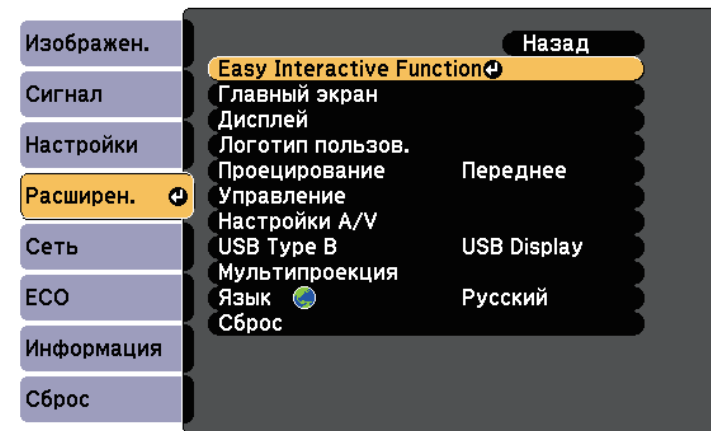 Изображен.
Сигнал
Настройки
Расширен.
Сеть
ECO
Информация
Сброс
Назад
Easy Interactive Function
Главный экран
Дисплей
Логотип пользов.
Проецирование Переднее
Управление
Настройки A/V
USB Type B USB Display
Мультипроекция
Язык Русский
Сброс